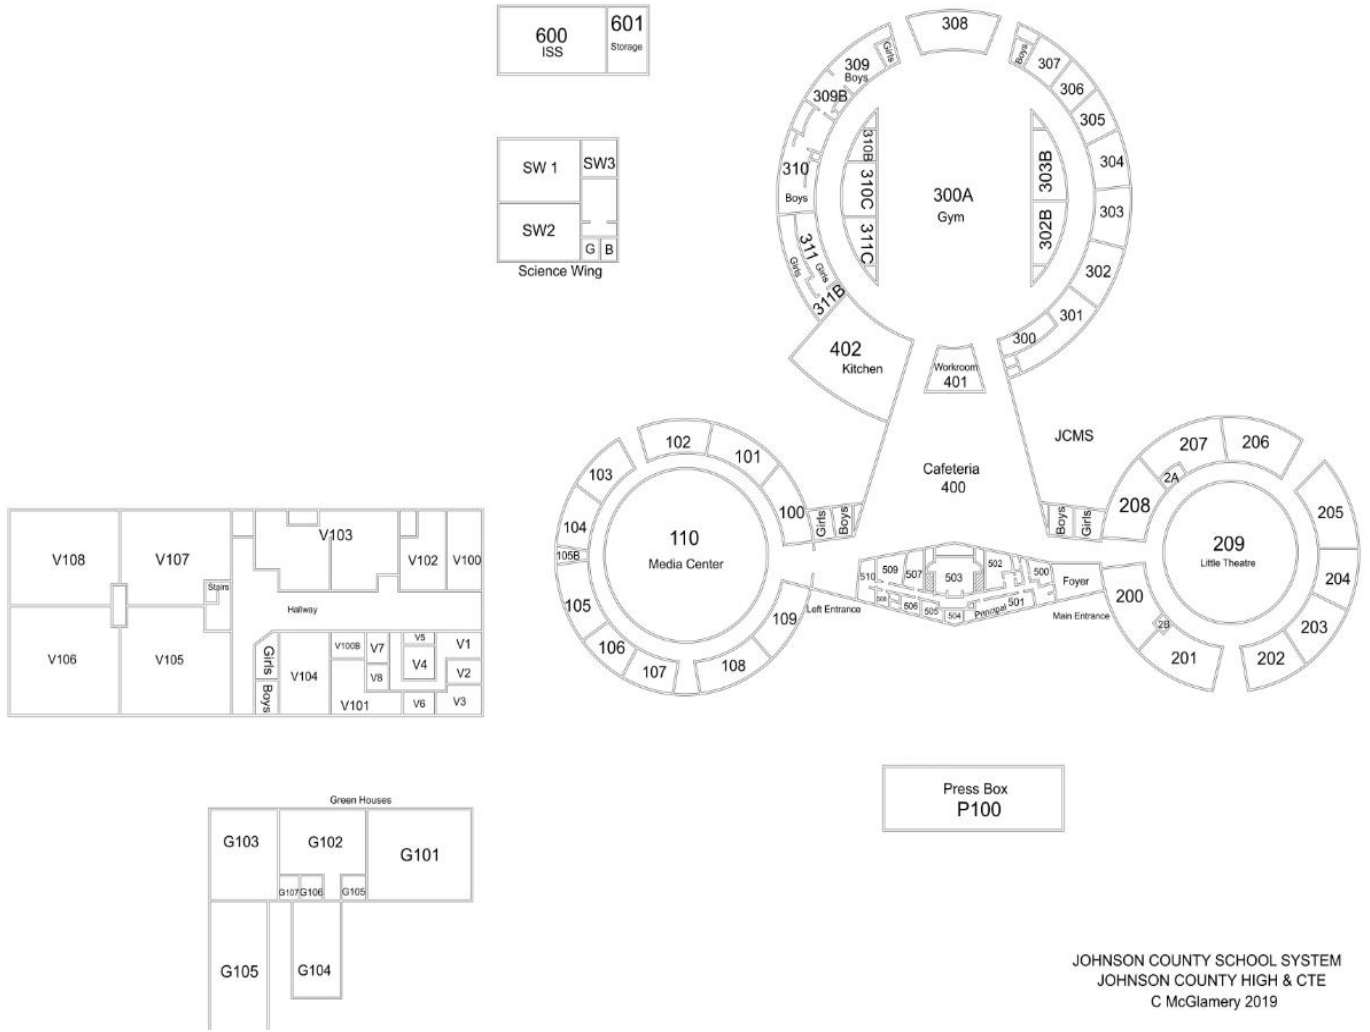 600
ISS
601
Storage
SW 1
SW3
SW2
G
B
Science Wing
308
309
Boys
Girls
309B
310
Boys
311
Girls
Girls
311B
310B
310C
311C
300A
Gym
303B
302B
Boys
307
306
305
304
303
302
301
300
402
Kitchen
Workroom
401
Cafeteria
400
JCMS
102
101
100
103
104
105B
105
106
107
108
109
110
Media Center
Girls
Boys
Boys
Girls
207
206
2A
208
205
209
Little Theatre
204
203
202
201
2B
200
510
509
507
503
502
500
Foyer
508
506
505
504
Principal
501
Left Entrance
Main Entrance
V108
V107
V103
V102
V100
Stairs
Hallway
V106
V105
Girls
Boys
V104
V100B
V7
V8
V101
V5
V4
V6
V1
V2
V3
Press Box
P100
Green Houses
G103
G102
G101
G107
G106
G105
G105
G104
JOHNSON COUNTY SCHOOL SYSTEM
JOHNSON COUNTY HIGH & CTE
C McGlamery 2019